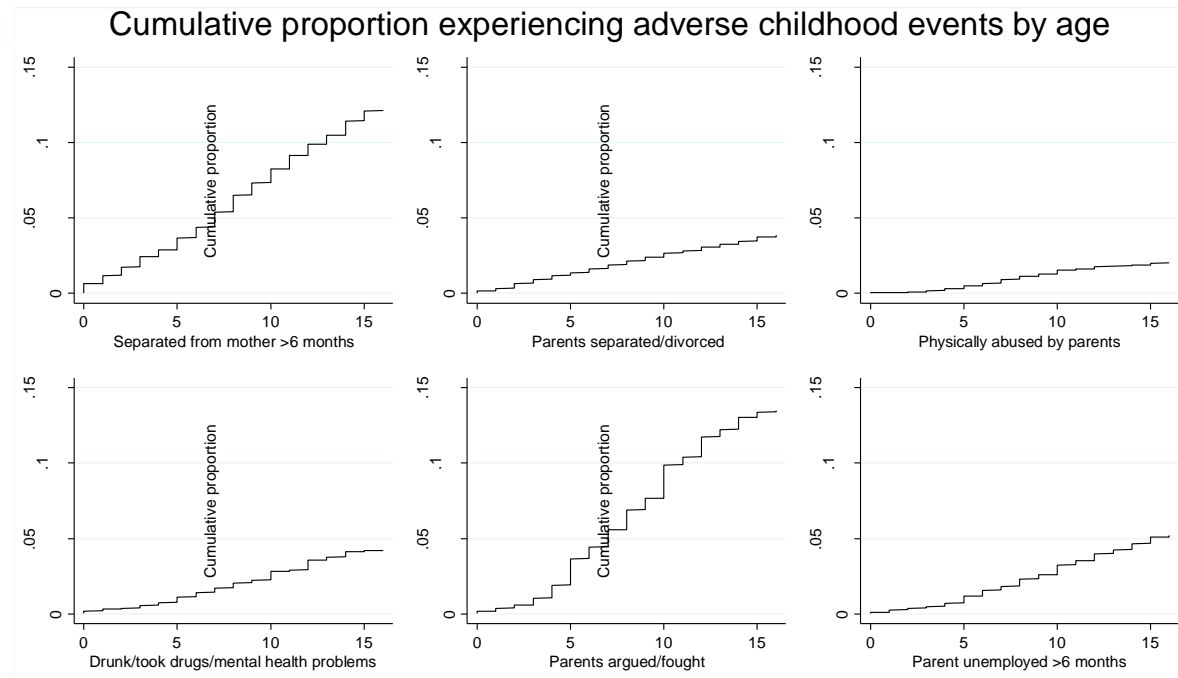 Cumulative proportion experiencing adverse childhood events by age
.15
.1
.05
0
Cumulative proportion
0 5 10 15
Separated from mother >6 months
.15
.1
.05
0
Cumulative proportion
0 5 10 15
Parents separated/divorced
.15
.1
.05
0
0 5 10 15
Physically abused by parents
.15
.1
.05
0
Cumulative proportion
0 5 10 15
Drunk/took drugs/mental health problems
.15
.1
.05
0
Cumulative proportion
0 5 10 15
Parents argued/fought
.15
.1
.05
0
0 5 10 15
Parent unemployed >6 months